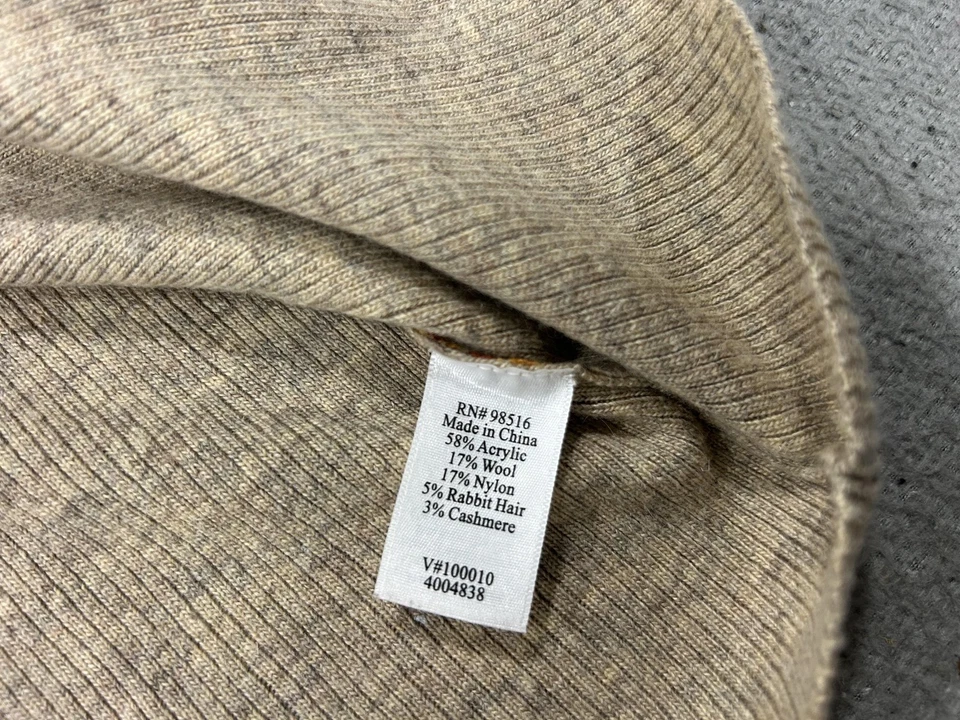 RN# 98516
Made in China
58% Acrylic
17% Wool
17% Nylon
5% Rabbit Hair
3% Cashmere
V#100010
4004838